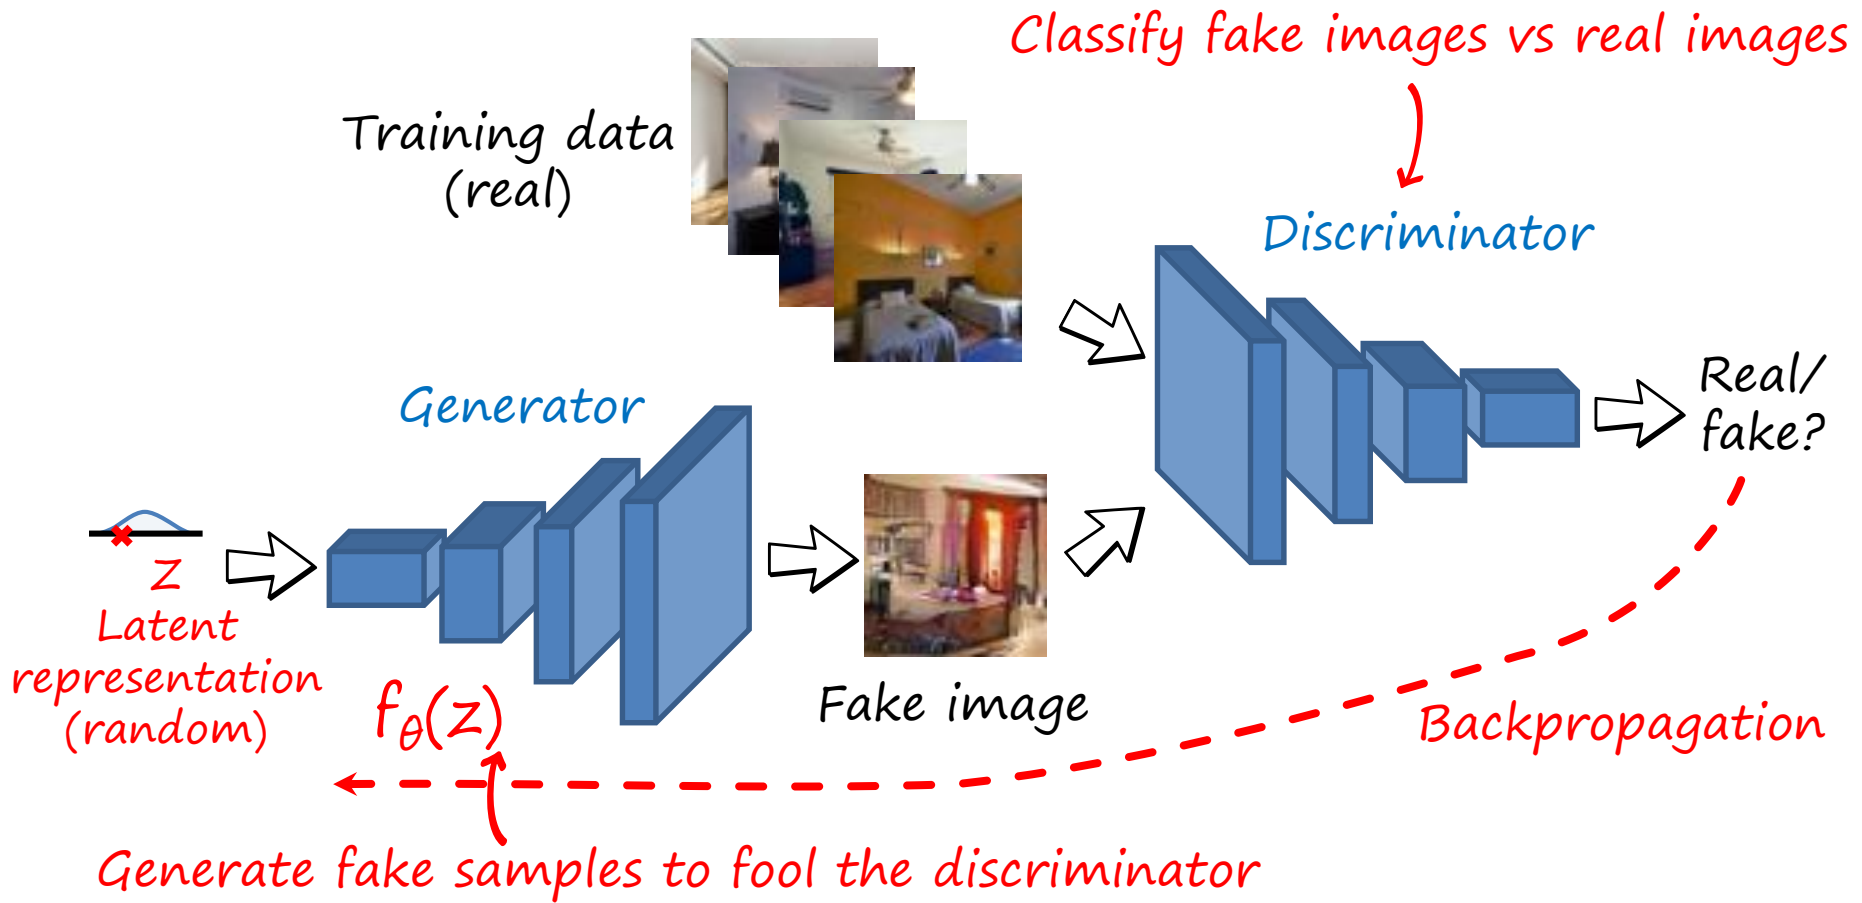 Classify fake images vs real images
Training data
(real)
Discriminator
Generator
Real/
fake?
z
Latent
representation
(random)
fθ(z)
Fake image
Backpropagation
Generate fake samples to fool the discriminator